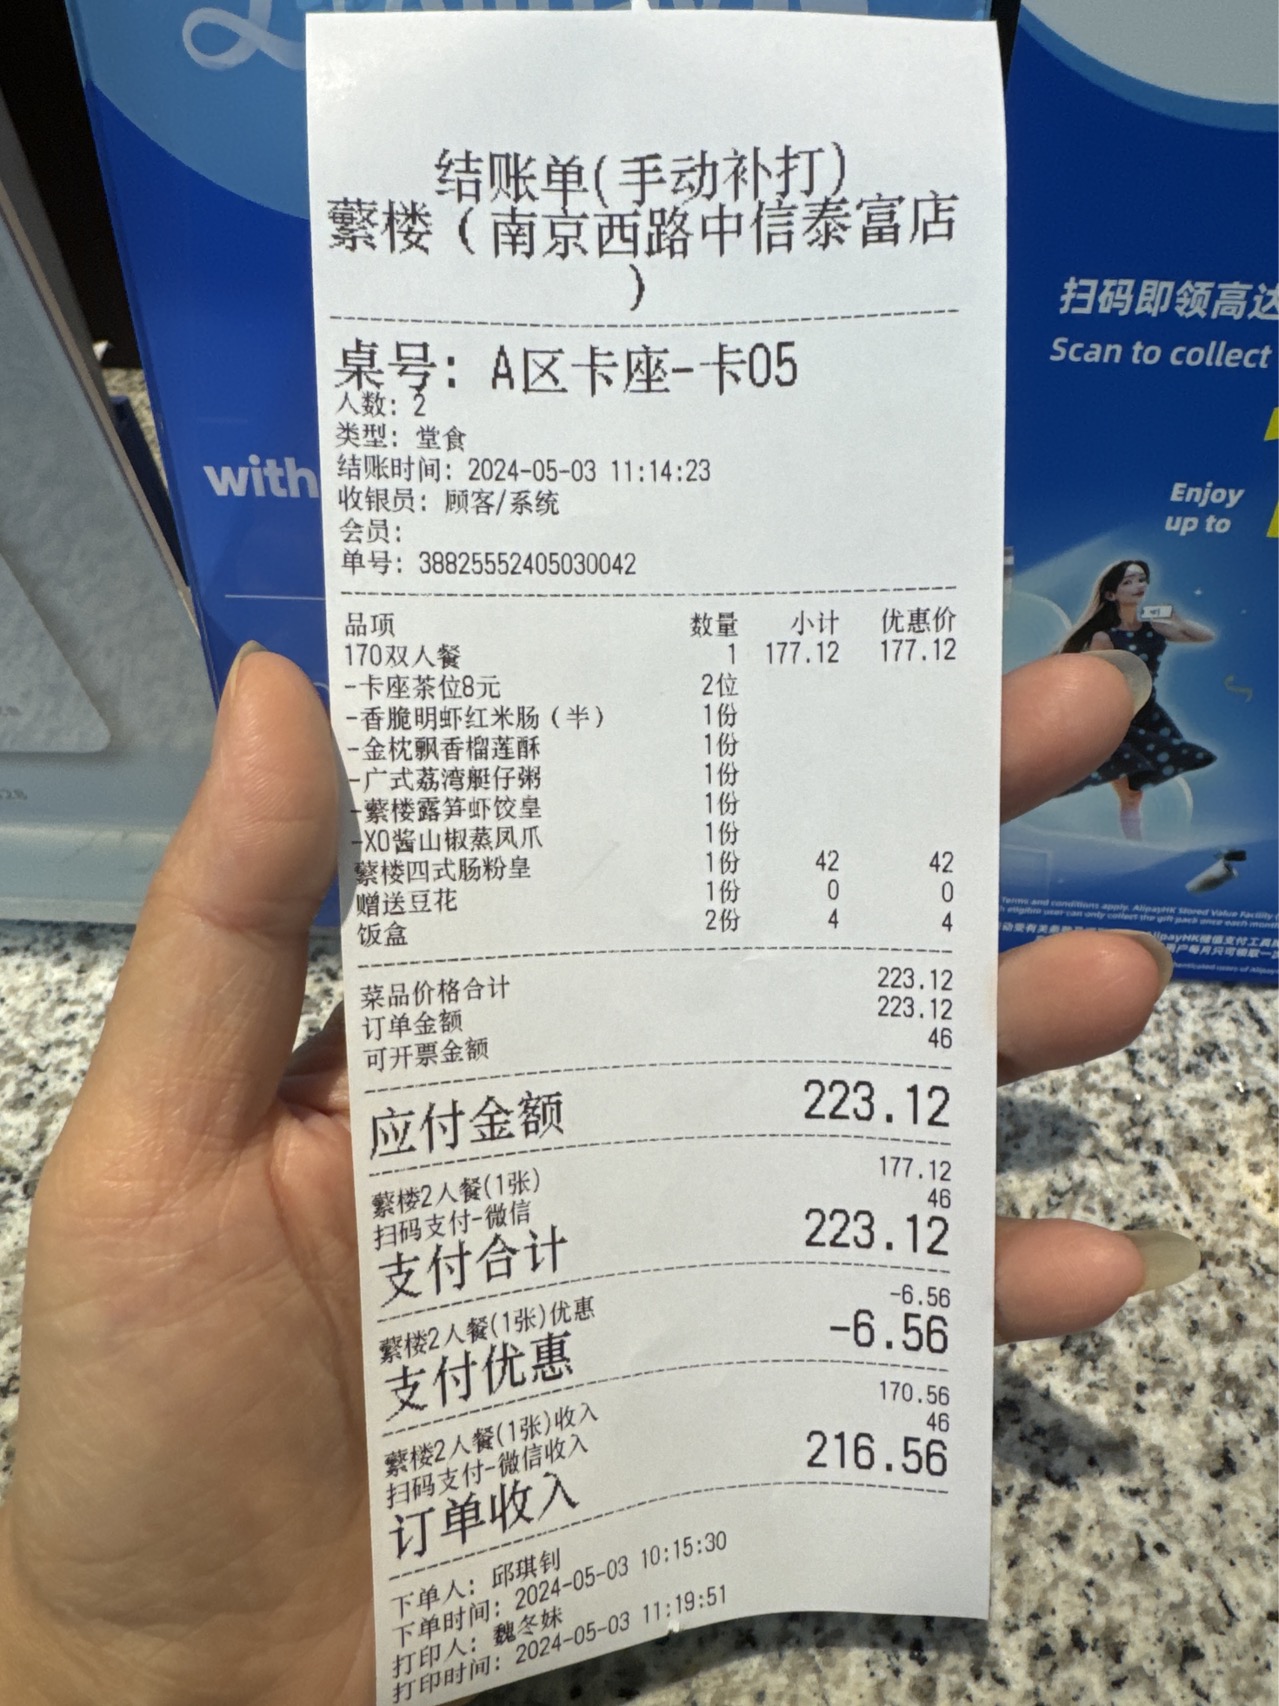 结账单(手动补打)
蘩楼（南京西路中信泰富店
）
桌号: A区卡座-卡05
人数: 2
类型: 堂食
结账时间: 2024-05-03 11:14:23
收银员: 顾客/系统
会员:
单号: 38825552405030042
品项 数量 小计 优惠价
170双人餐 1 177.12 177.12
-卡座茶位8元 2位
-香脆明虾红米肠（半） 1份
-金枕飘香榴莲酥 1份
-广式荔湾艇仔粥 1份
-蘩楼露笋虾饺皇 1份
-XO酱山椒蒸凤爪 1份
蘩楼四式肠粉皇 1份 42 42
赠送豆花 1份 0 0
饭盒 2份 4 4
菜品价格合计 223.12
订单金额 223.12
可开票金额 46
应付金额 223.12
蘩楼2人餐(1张) 177.12
扫码支付-微信 46
支付合计 223.12
蘩楼2人餐(1张)优惠 -6.56
支付优惠 -6.56
蘩楼2人餐(1张)收入 170.56
扫码支付-微信收入 46
订单收入 216.56
下单人: 邱琪钊
下单时间: 2024-05-03 10:15:30
打印人: 魏冬妹
打印时间: 2024-05-03 11:19:51
with
扫码即领高达
Scan to collect
Enjoy
up to